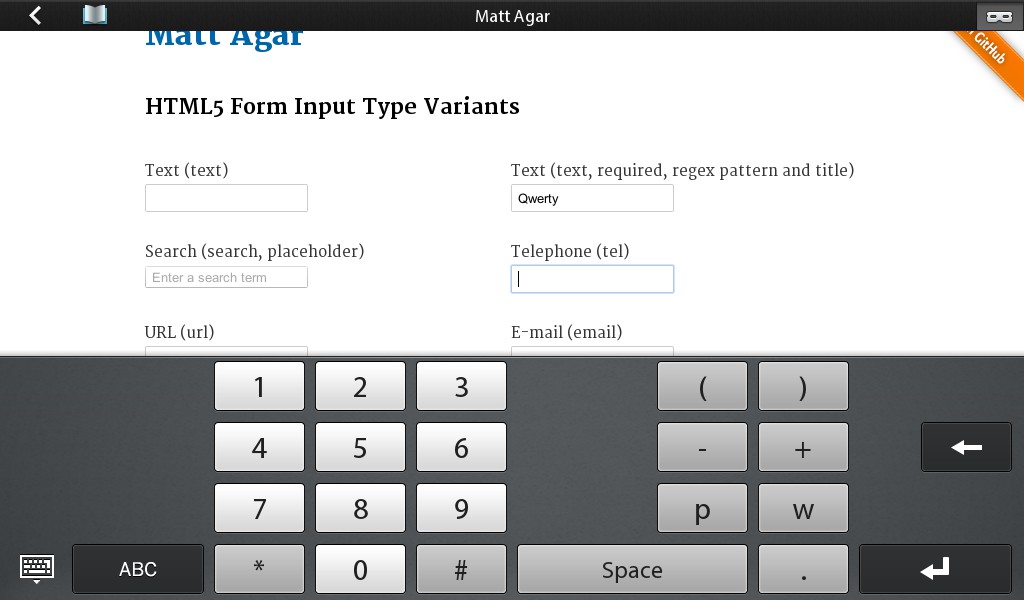 Matt Agar
Matt Agar
GitHub
HTML5 Form Input Type Variants
Text (text)
Text (text, required, regex pattern and title)
Qwerty
Search (search, placeholder)
Telephone (tel)
Enter a search term
URL (url)
E-mail (email)
1 2 3 ( )
4 5 6 - +
7 8 9 p w
ABC * 0 # Space .